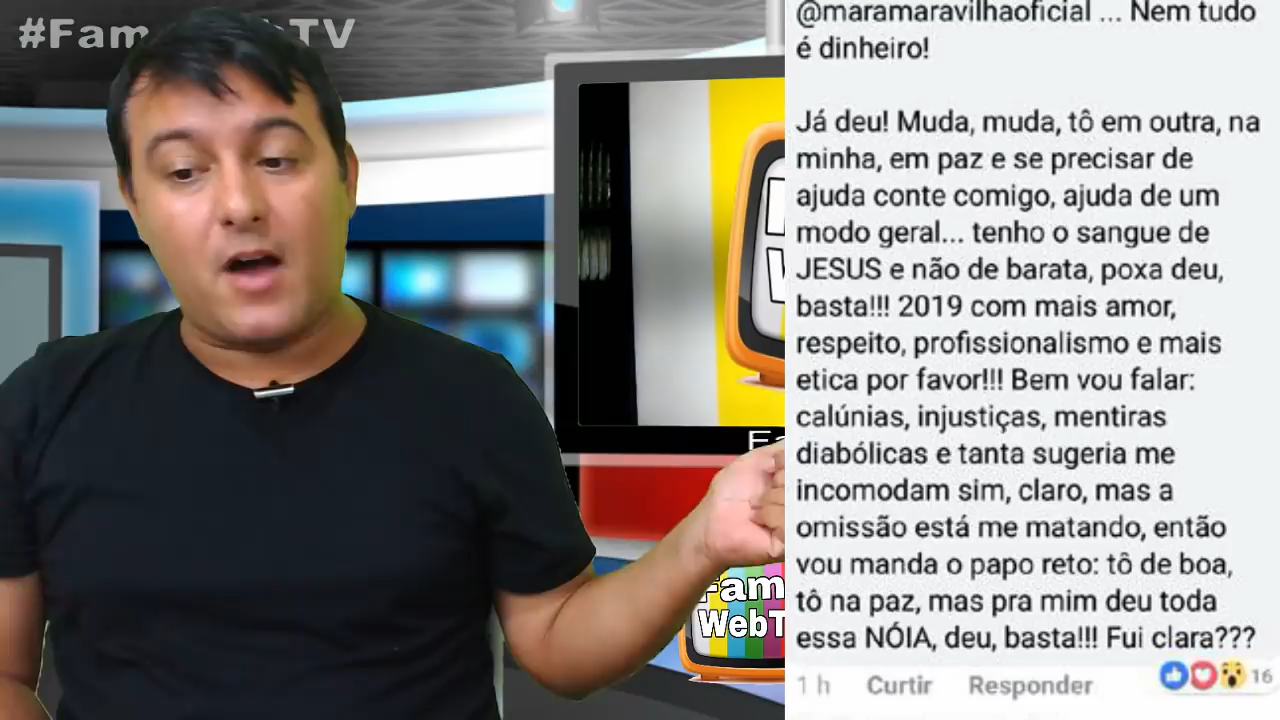 @maramaravilhaoficial ... Nem tudo
é dinheiro!
Já deu! Muda, muda, tô em outra, na
minha, em paz e se precisar de
ajuda conte comigo, ajuda de um
modo geral... tenho o sangue de
JESUS e não de barata, poxa deu,
basta!!! 2019 com mais amor,
respeito, profissionalismo e mais
etica por favor!!! Bem vou falar:
calúnias, injustiças, mentiras
diabólicas e tanta sugeria me
incomodam sim, claro, mas a
omissão está me matando, então
vou manda o papo reto: tô de boa,
tô na paz, mas pra mim deu toda
essa NÓIA, deu, basta!!! Fui clara???
1 h Curtir Responder 16
#Fam
TV
Fam
WebT